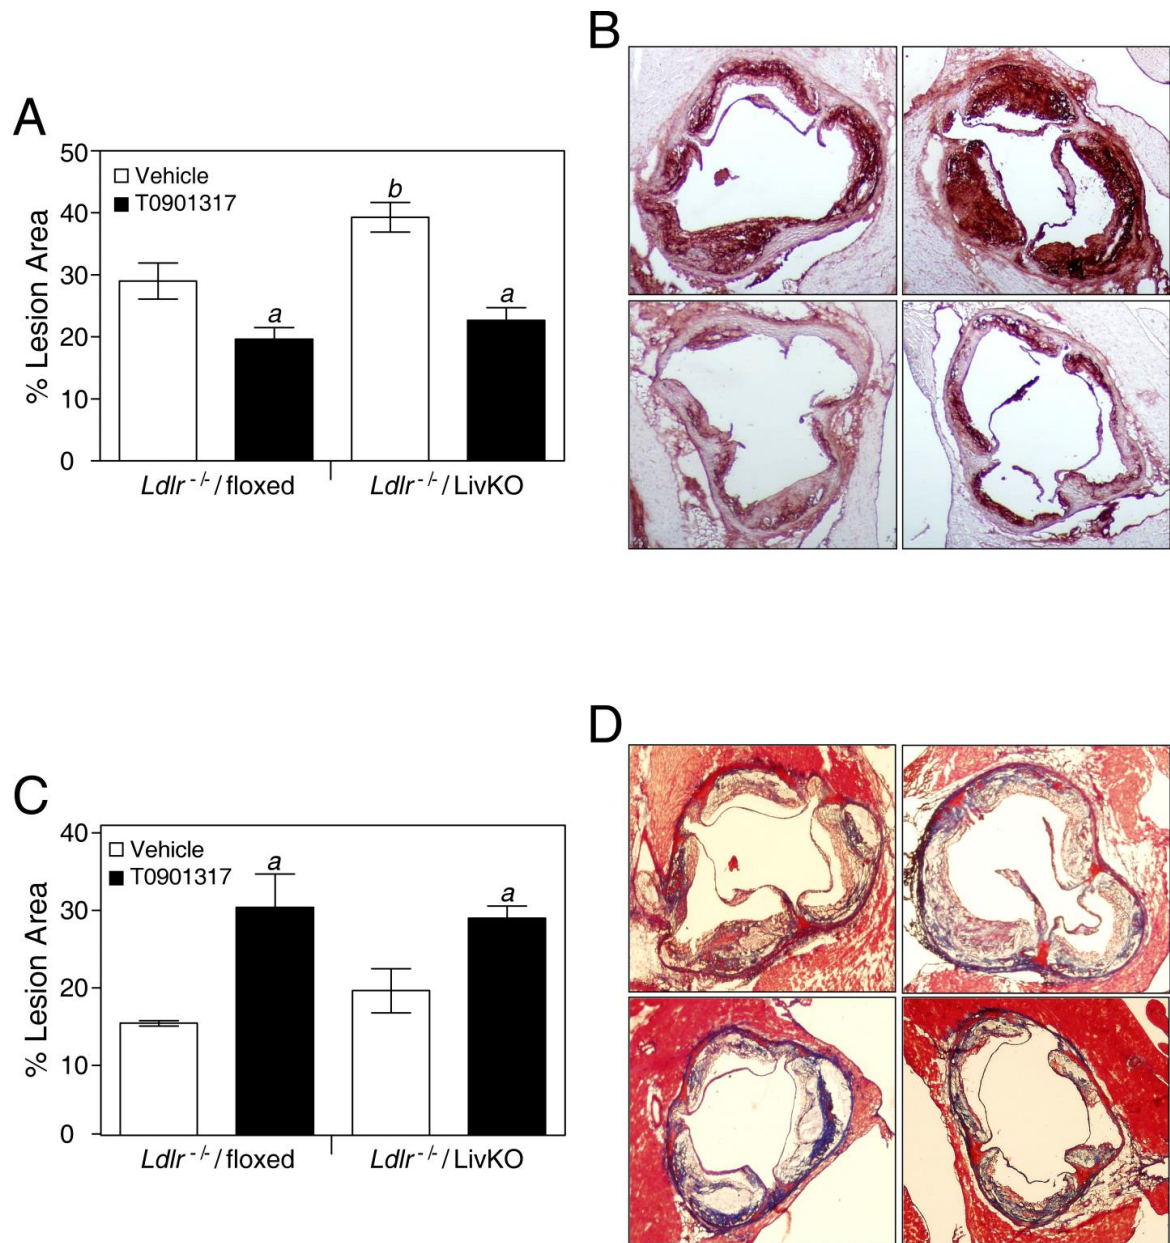 A
50
40
30
20
10
0
% Lesion Area
Vehicle
T0901317
a
b
a
Ldlr -/- / floxed
Ldlr -/- / LivKO
B
C
40
30
20
10
0
% Lesion Area
Vehicle
T0901317
a
a
Ldlr -/- / floxed
Ldlr -/- / LivKO
D